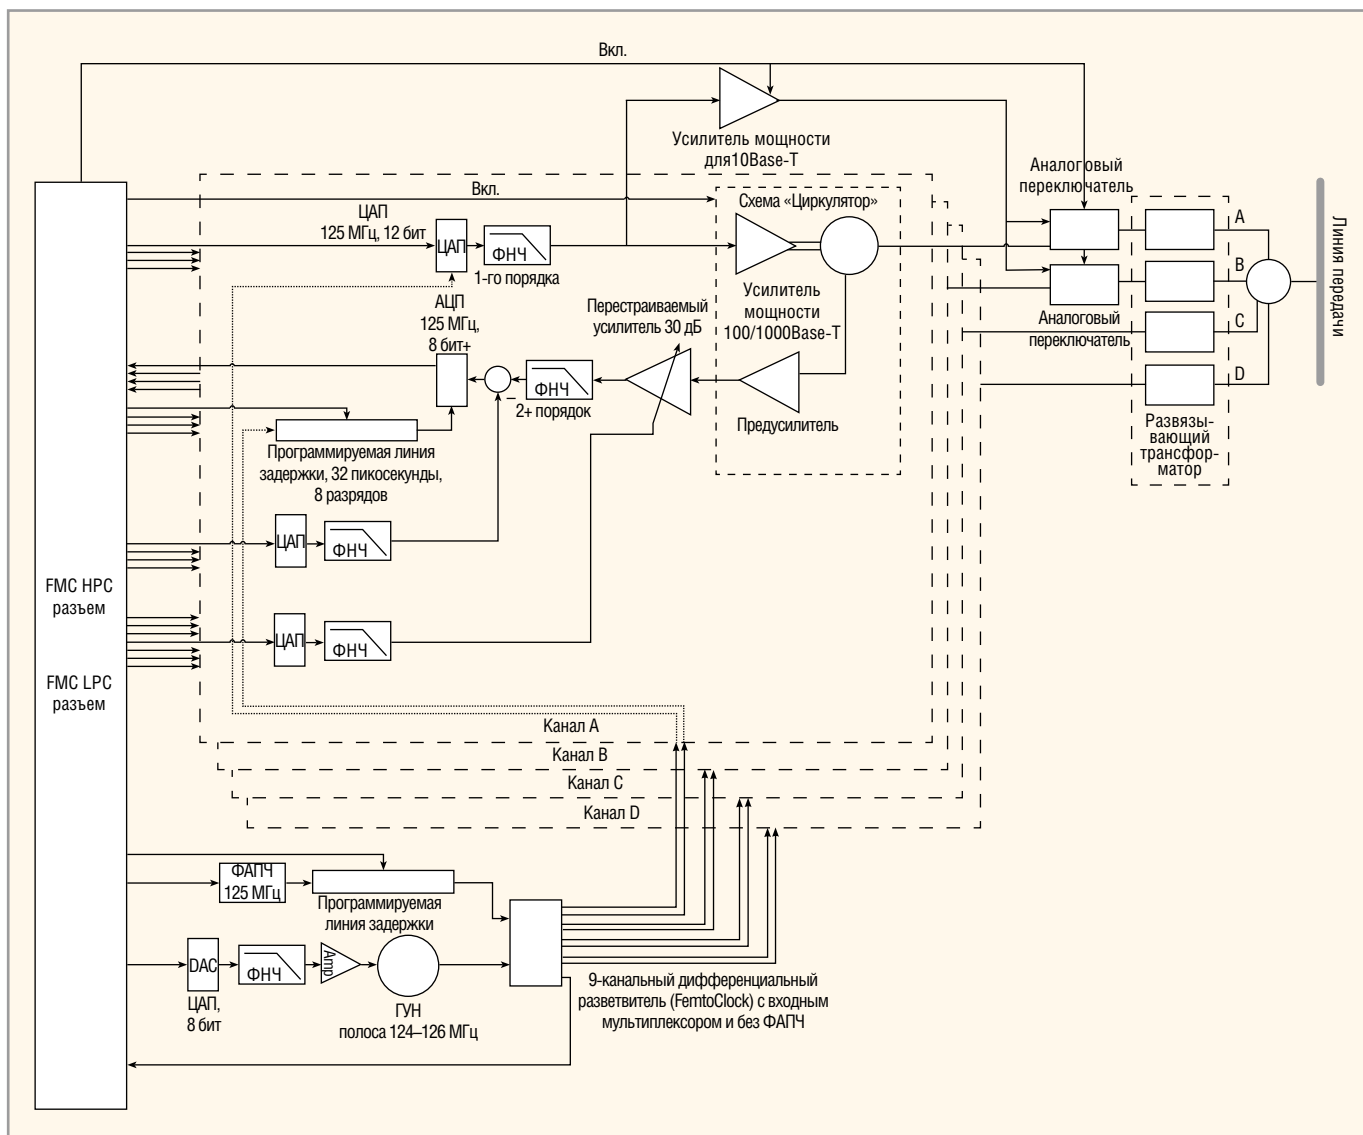 Вкл.
Усилитель мощности
для10Base-T
Аналоговый
переключатель
Вкл.
Схема «Циркулятор»
ЦАП
125 МГц, 12 бит
ЦАП
ФНЧ
1-го порядка
A
B
C
D
Линия передачи
Усилитель
мощности
100/1000Base-T
Аналоговый
переключатель
АЦП
125 МГц,
8 бит+
Перестраиваемый
усилитель 30 дБ
ФНЧ
–
2+ порядок
Предусилитель
Развязы-
вающий
трансфор-
матор
Программируемая линия
задержки, 32 пикосекунды,
8 разрядов
ЦАП
ФНЧ
FMC HPC
разъем
ЦАП
ФНЧ
FMC LPC
разъем
Канал A
Канал B
Канал C
Канал D
ФАПЧ
125 МГц
Программируемая
линия задержки
DAC
ФНЧ
Amp
ЦАП,
8 бит
ГУН
полоса 124–126 МГц
9-канальный дифференциальный
разветвитель (FemtoClock) с входным
мультиплексором и без ФАПЧ